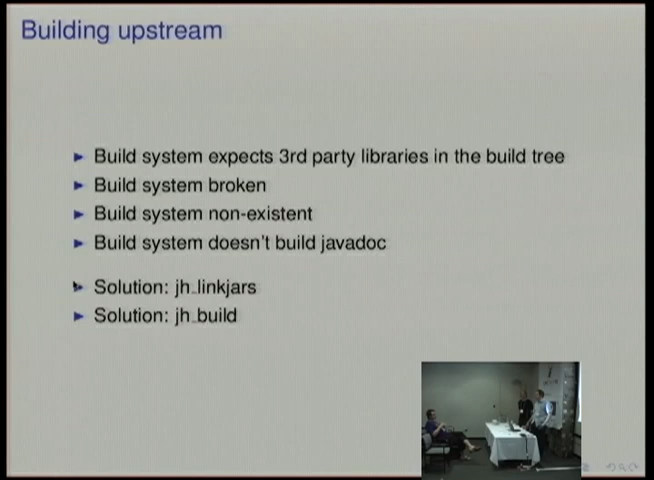 Building upstream
Build system expects 3rd party libraries in the build tree
Build system broken
Build system non-existent
Build system doesn't build javadoc
Solution: jh_linkjars
Solution: jh_build